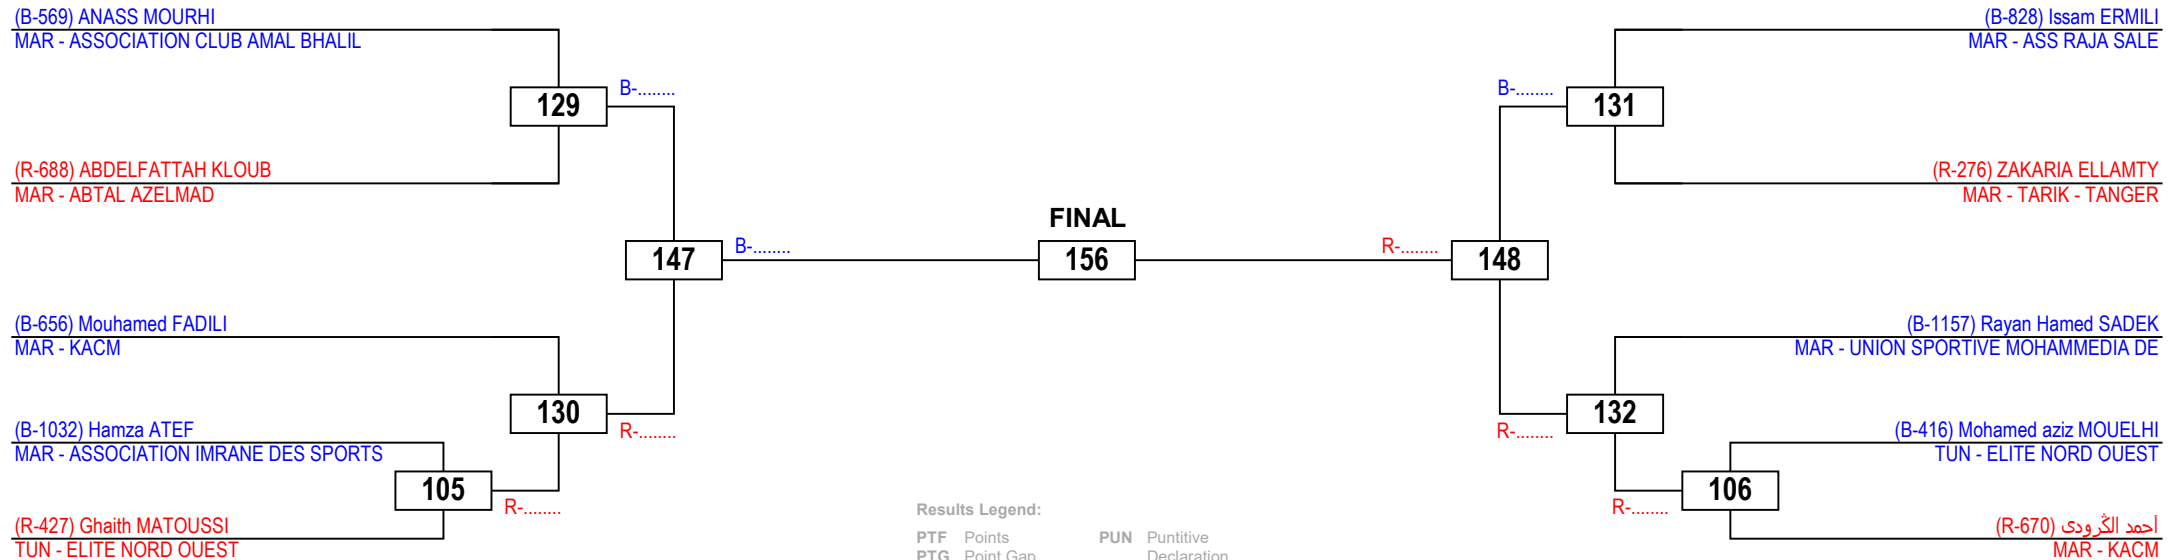 (B-569) ANASS MOURHI
MAR - ASSOCIATION CLUB AMAL BHALIL
129
B-........
(R-688) ABDELFATTAH KLOUB
MAR - ABTAL AZELMAD
147
B-........
(B-656) Mouhamed FADILI
MAR - KACM
130
R-........
(B-1032) Hamza ATEF
MAR - ASSOCIATION IMRANE DES SPORTS
105
R-........
(R-427) Ghaith MATOUSSI
TUN - ELITE NORD OUEST
FINAL
156
(B-828) Issam ERMILI
MAR - ASS RAJA SALE
B-........
131
(R-276) ZAKARIA ELLAMTY
MAR - TARIK - TANGER
R-........
148
(B-1157) Rayan Hamed SADEK
MAR - UNION SPORTIVE MOHAMMEDIA DE
R-........
132
(B-416) Mohamed aziz MOUELHI
TUN - ELITE NORD OUEST
R-........
106
(R-670) أحمد الكَرودي
MAR - KACM
Results Legend:
PTF Points PUN Puntitive
PTG Point Gap Declaration